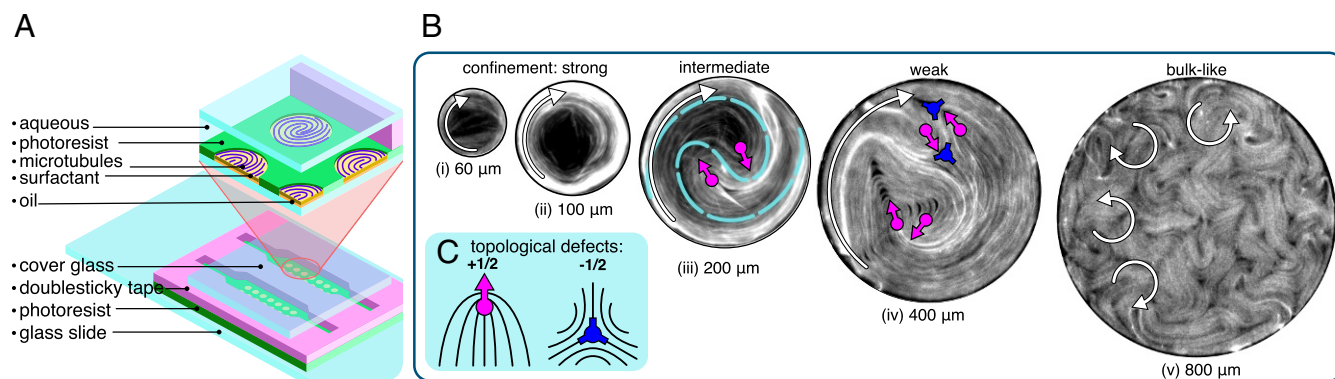 A
• aqueous
• photoresist
• microtubules
• surfactant
• oil
• cover glass
• doublesticky tape
• photoresist
• glass slide
B
confinement: strong
intermediate
weak
bulk-like
(i) 60 µm
(ii) 100 µm
(iii) 200 µm
(iv) 400 µm
(v) 800 µm
C topological defects:
+1/2
-1/2